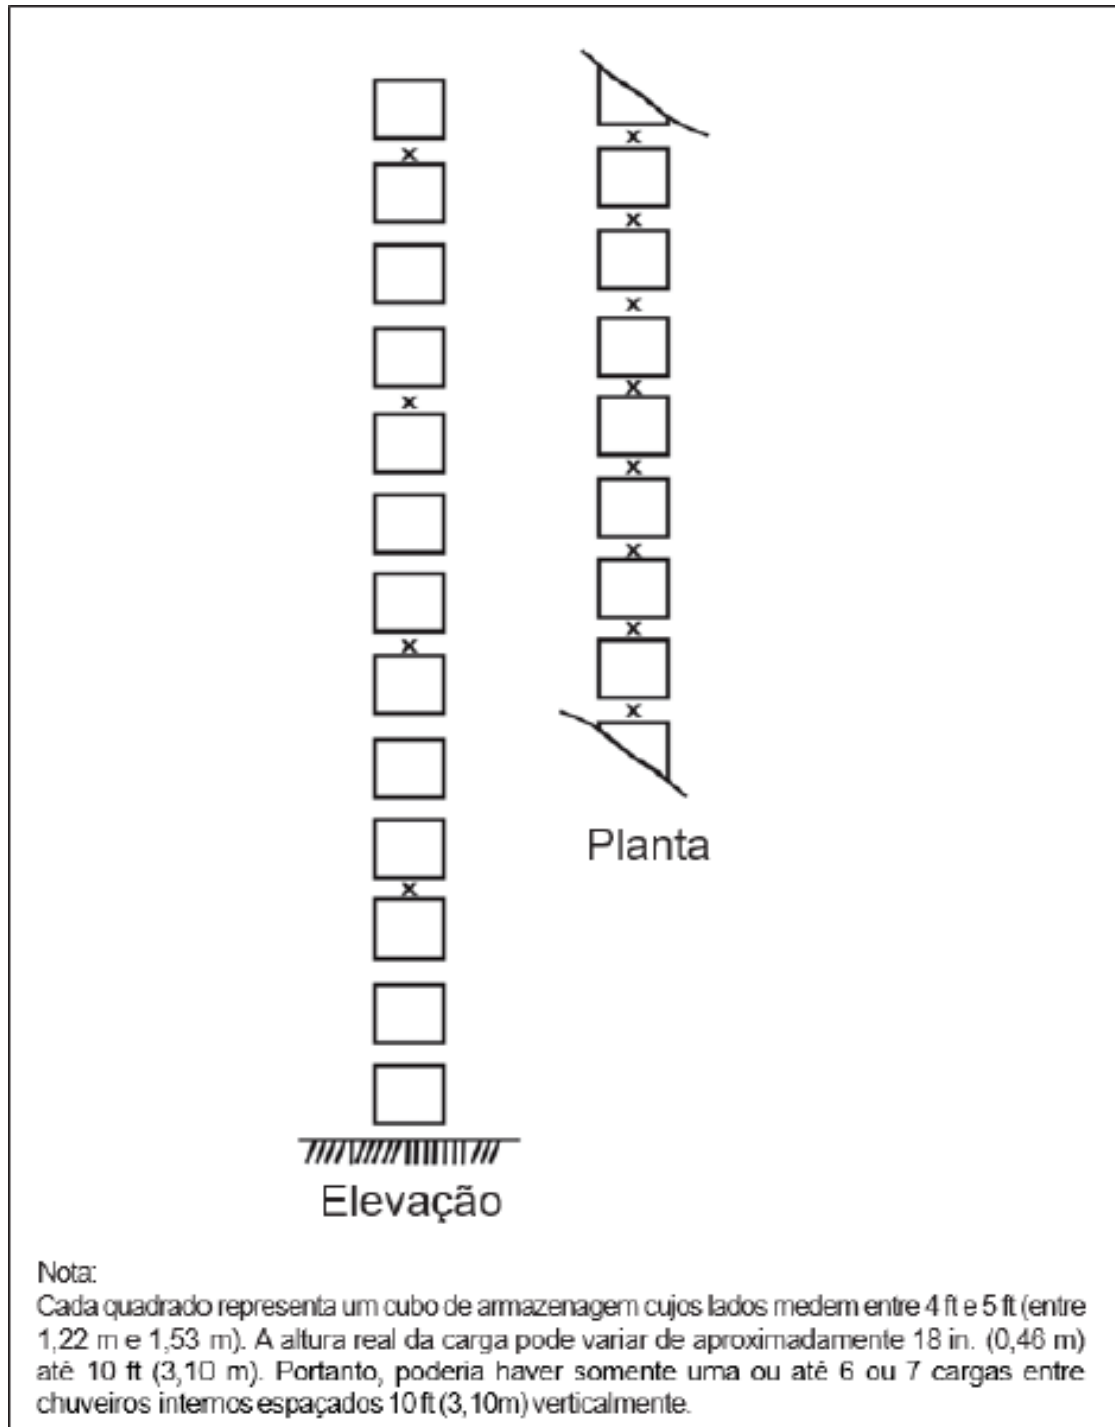 Planta
Elevação
Nota:
Cada quadrado representa um cubo de armazenagem cujos lados medem entre 4 ft e 5 ft (entre
1,22 m e 1,53 m). A altura real da carga pode variar de aproximadamente 18 in. (0,46 m)
até 10 ft (3,10 m). Portanto, poderia haver somente uma ou até 6 ou 7 cargas entre
chuveiros internos espaçados 10 ft (3,10m) verticalmente.